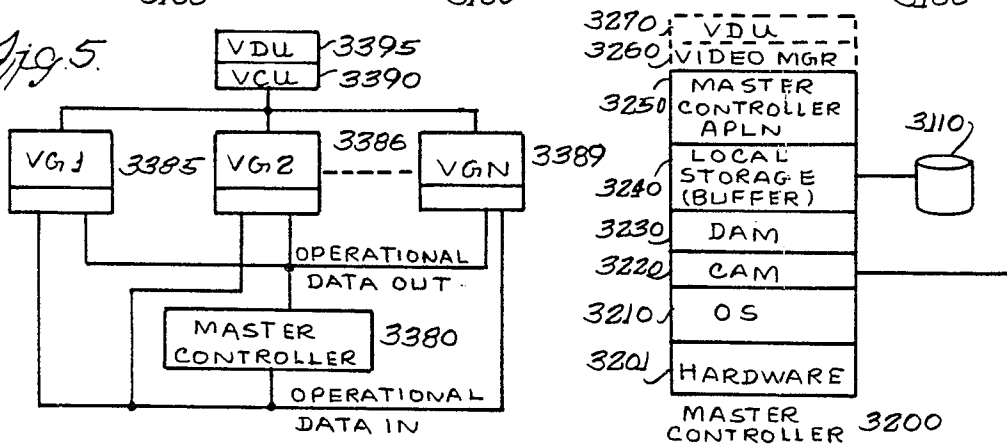 Fig. 5.
VDU 3395
VCU 3390
VG1 3385
VG2 3386
VGN 3389
OPERATIONAL
DATA OUT
MASTER
CONTROLLER
3380
OPERATIONAL
DATA IN
3270 VDU
3260 VIDEO MGR
3250 MASTER
CONTROLLER
APLN
3240 LOCAL
STORAGE
(BUFFER)
3110
3230 DAM
3220 CAM
3210 OS
3201 HARDWARE
MASTER
CONTROLLER
3200